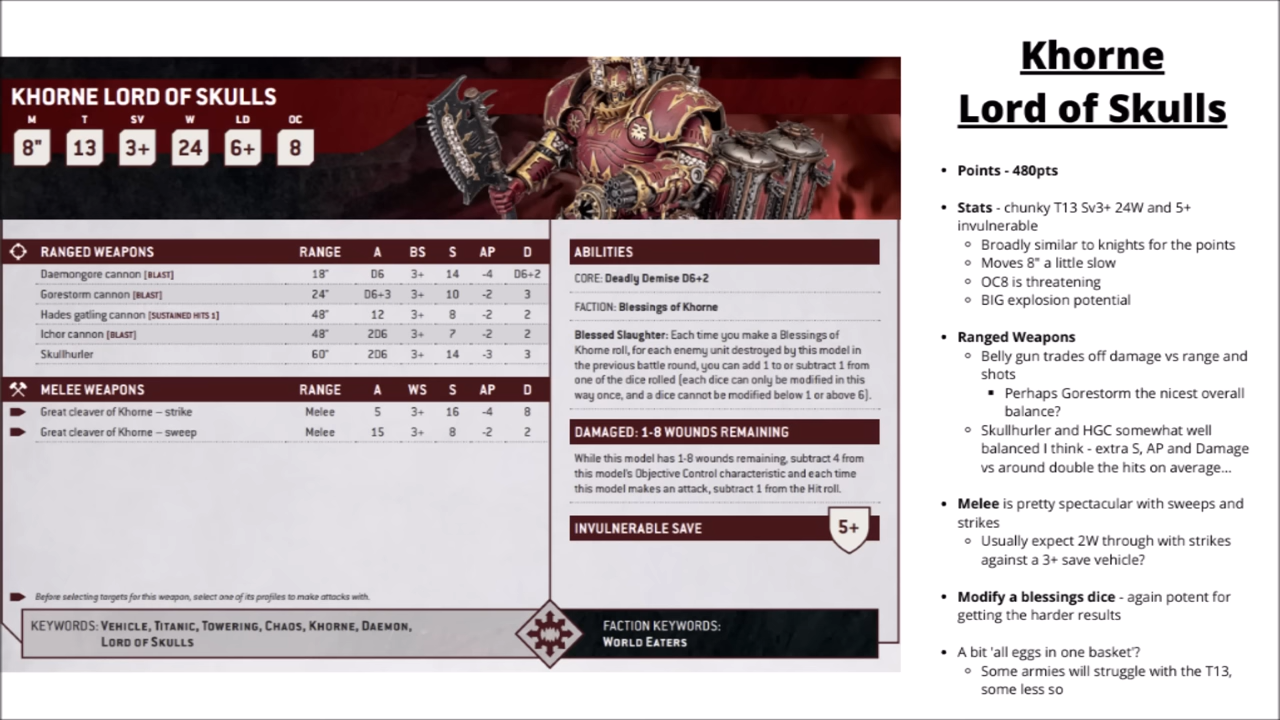 KHORNE LORD OF SKULLS
M T SV W LD OC
8" 13 3+ 24 6+ 8
RANGED WEAPONS RANGE A BS S AP D
Daemongore cannon [BLAST] 18" D6 3+ 14 -4 D6+2
Gorestorm cannon [BLAST] 24" D6+3 3+ 10 -2 3
Hades gatling cannon [SUSTAINED HITS 1] 48" 12 3+ 8 -2 2
Ichor cannon [BLAST] 48" 2D6 3+ 7 -2 2
Skullhurler 60" 2D6 3+ 14 -3 3
MELEE WEAPONS RANGE A WS S AP D
Great cleaver of Khorne – strike Melee 5 3+ 16 -4 8
Great cleaver of Khorne – sweep Melee 15 3+ 8 -2 2
Before selecting targets for this weapon, select one of its profiles to make attacks with.
KEYWORDS: VEHICLE, TITANIC, TOWERING, CHAOS, KHORNE, DAEMON,
LORD OF SKULLS
ABILITIES
CORE: Deadly Demise D6+2
FACTION: Blessings of Khorne
Blessed Slaughter: Each time you make a Blessings of
Khorne roll, for each enemy unit destroyed by this model in
the previous battle round, you can add 1 to or subtract 1 from
one of the dice rolled (each dice can only be modified in this
way once, and a dice cannot be modified below 1 or above 6).
DAMAGED: 1-8 WOUNDS REMAINING
While this model has 1-8 wounds remaining, subtract 4 from
this model's Objective Control characteristic and each time
this model makes an attack, subtract 1 from the Hit roll.
INVULNERABLE SAVE 5+
FACTION KEYWORDS:
WORLD EATERS
Khorne
Lord of Skulls
• Points - 480pts
• Stats - chunky T13 Sv3+ 24W and 5+
invulnerable
◦ Broadly similar to knights for the points
◦ Moves 8" a little slow
◦ OC8 is threatening
◦ BIG explosion potential
• Ranged Weapons
◦ Belly gun trades off damage vs range and
shots
▪ Perhaps Gorestorm the nicest overall
balance?
◦ Skullhurler and HGC somewhat well
balanced I think - extra S, AP and Damage
vs around double the hits on average...
• Melee is pretty spectacular with sweeps and
strikes
◦ Usually expect 2W through with strikes
against a 3+ save vehicle?
• Modify a blessings dice - again potent for
getting the harder results
• A bit 'all eggs in one basket'?
◦ Some armies will struggle with the T13,
some less so